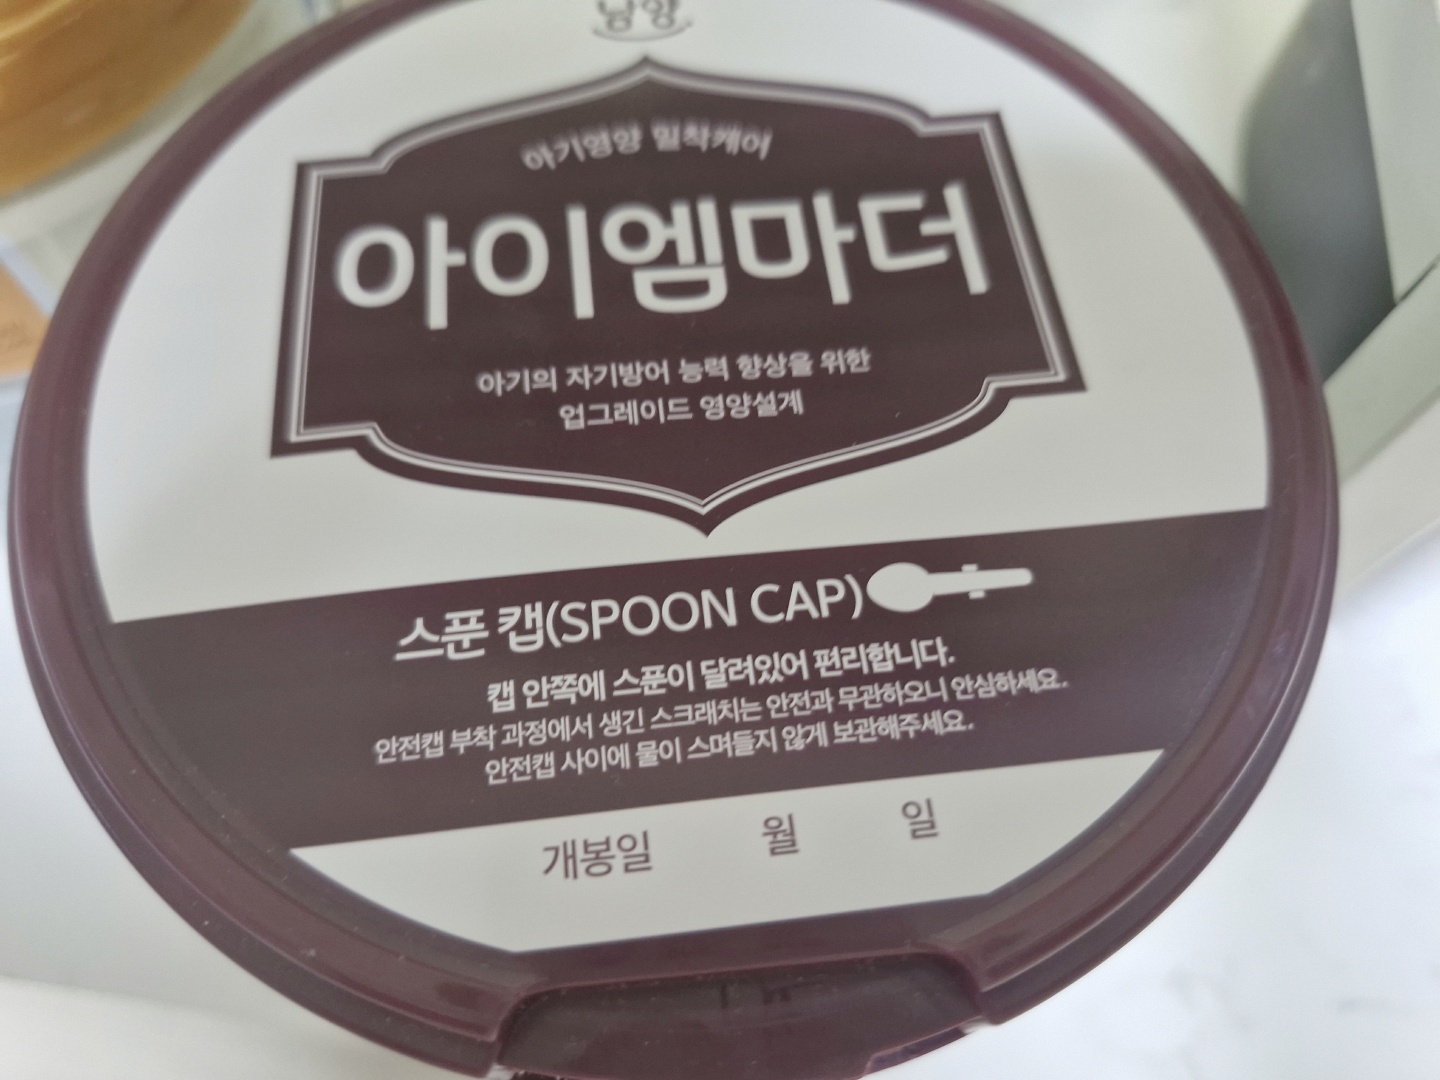 남양
아기영양 밀착케어
아이엠마더
아기의 자기방어 능력 향상을 위한
업그레이드 영양설계
스푼 캡(SPOON CAP)
캡 안쪽에 스푼이 달려있어 편리합니다.
안전캡 부착 과정에서 생긴 스크래치는 안전과 무관하오니 안심하세요.
안전캡 사이에 물이 스며들지 않게 보관해주세요.
개봉일 월 일